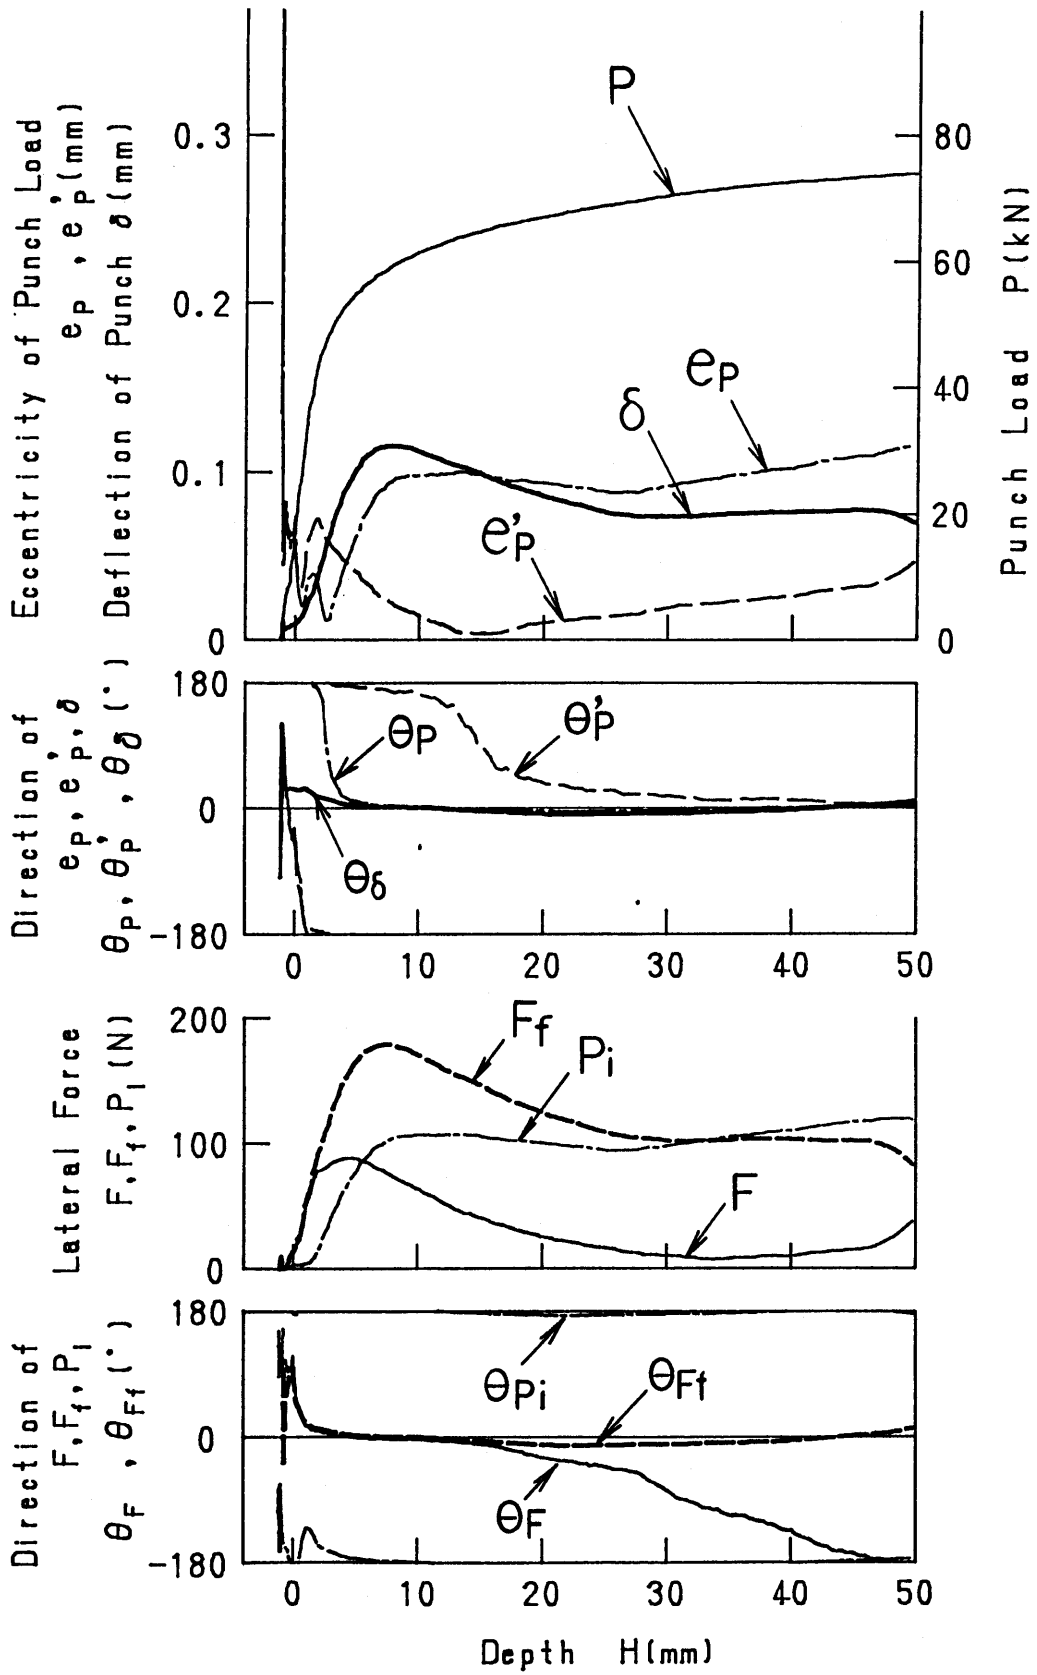 Eccentricity of Punch Load
eP , e'P (mm)
Deflection of Punch δ (mm)
0.3
0.2
0.1
0
P
eP
δ
e'P
80
60
40
20
0
Punch Load P(kN)
Direction of
eP, e'P, δ
θP, θ'P, θδ (°)
180
0
-180
θP
θ'P
θδ
0 10 20 30 40 50
Lateral Force
F, Ff, Pi (N)
200
100
0
Ff
Pi
F
Direction of
F, Ff, Pi
θF , θFf (°)
180
0
-180
θPi
θFf
θF
0 10 20 30 40 50
Depth H(mm)